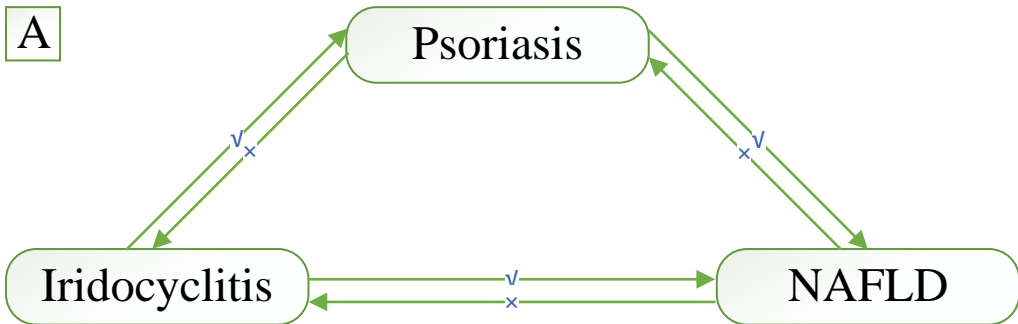 A
Psoriasis
√
×
√
×
Iridocyclitis
√
×
NAFLD